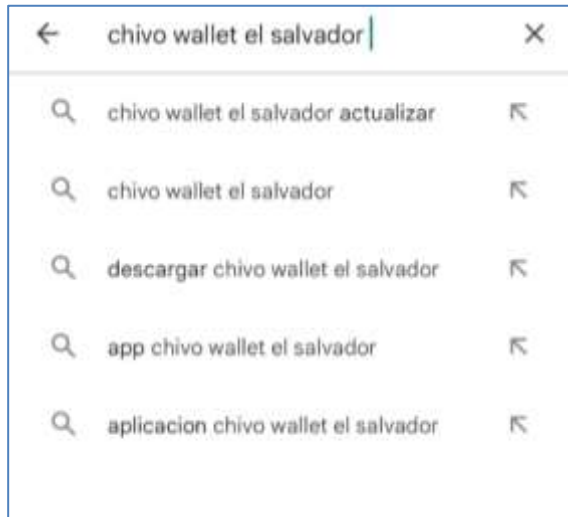 chivo wallet el salvador
chivo wallet el salvador actualizar
chivo wallet el salvador
descargar chivo wallet el salvador
app chivo wallet el salvador
aplicacion chivo wallet el salvador